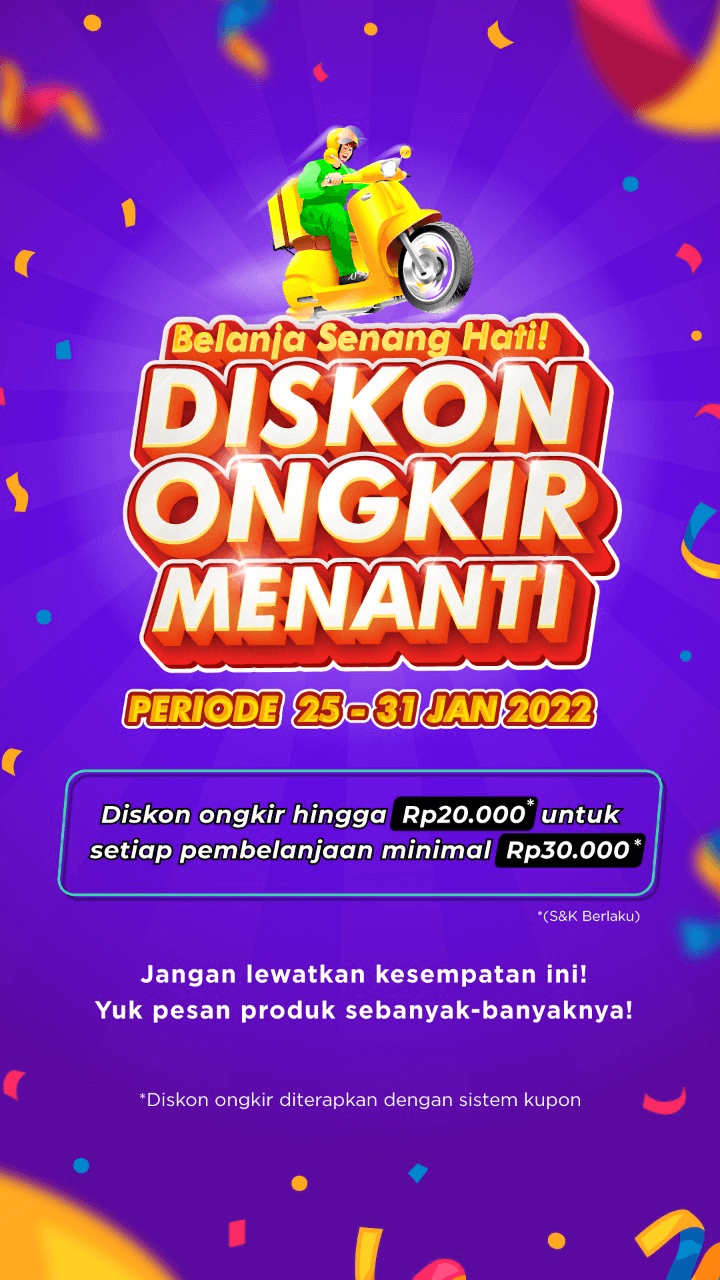 Belanja Senang Hati!
DISKON
ONGKIR
MENANTI
PERIODE 25 - 31 JAN 2022
Diskon ongkir hingga Rp20.000* untuk
setiap pembelanjaan minimal Rp30.000*
*(S&K Berlaku)
Jangan lewatkan kesempatan ini!
Yuk pesan produk sebanyak-banyaknya!
*Diskon ongkir diterapkan dengan sistem kupon